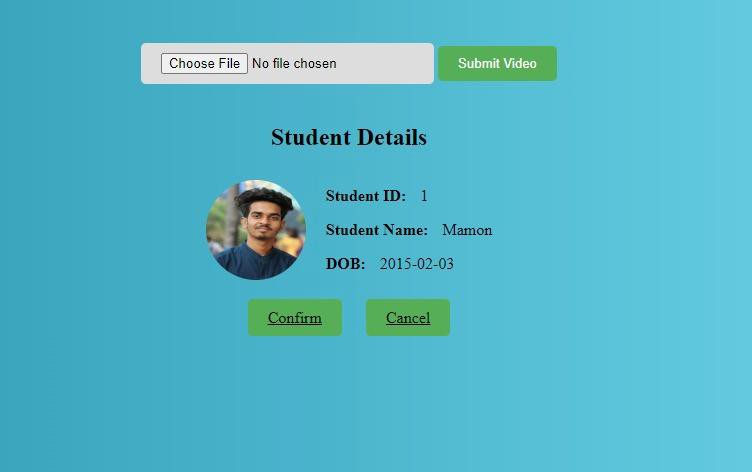 Choose File No file chosen Submit Video
Student Details
Student ID: 1
Student Name: Mamon
DOB: 2015-02-03
Confirm Cancel